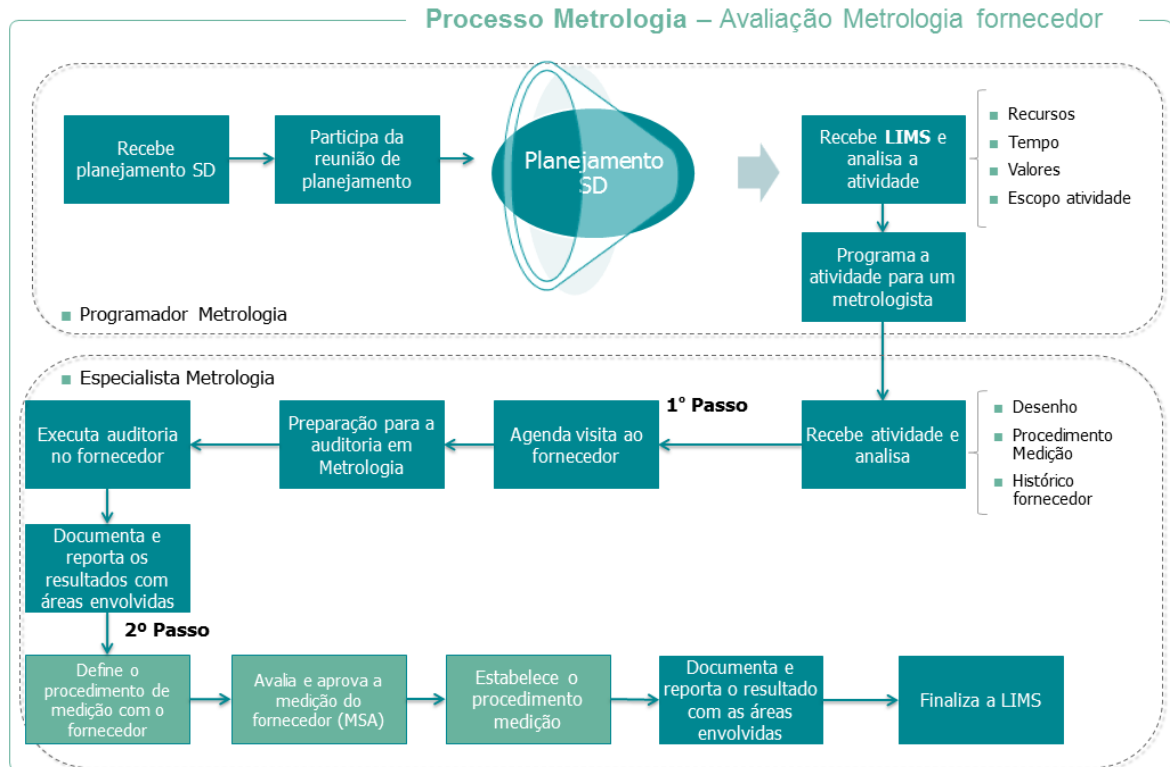 Processo Metrologia – Avaliação Metrologia fornecedor
Recebe
planejamento SD
Participa da
reunião de
planejamento
Planejamento
SD
Recebe LIMS e
analisa a
atividade
Recursos
Tempo
Valores
Escopo atividade
Programa a
atividade para um
metrologista
Programador Metrologia
Especialista Metrologia
1° Passo
Executa auditoria
no fornecedor
Preparação para a
auditoria em
Metrologia
Agenda visita ao
fornecedor
Recebe atividade e
analisa
Desenho
Procedimento
Medição
Histórico
fornecedor
Documenta e
reporta os
resultados com
áreas envolvidas
2º Passo
Define o
procedimento de
medição com o
fornecedor
Avalia e aprova a
medição do
fornecedor (MSA)
Estabelece o
procedimento
medição
Documenta e
reporta o resultado
com as áreas
envolvidas
Finaliza a LIMS